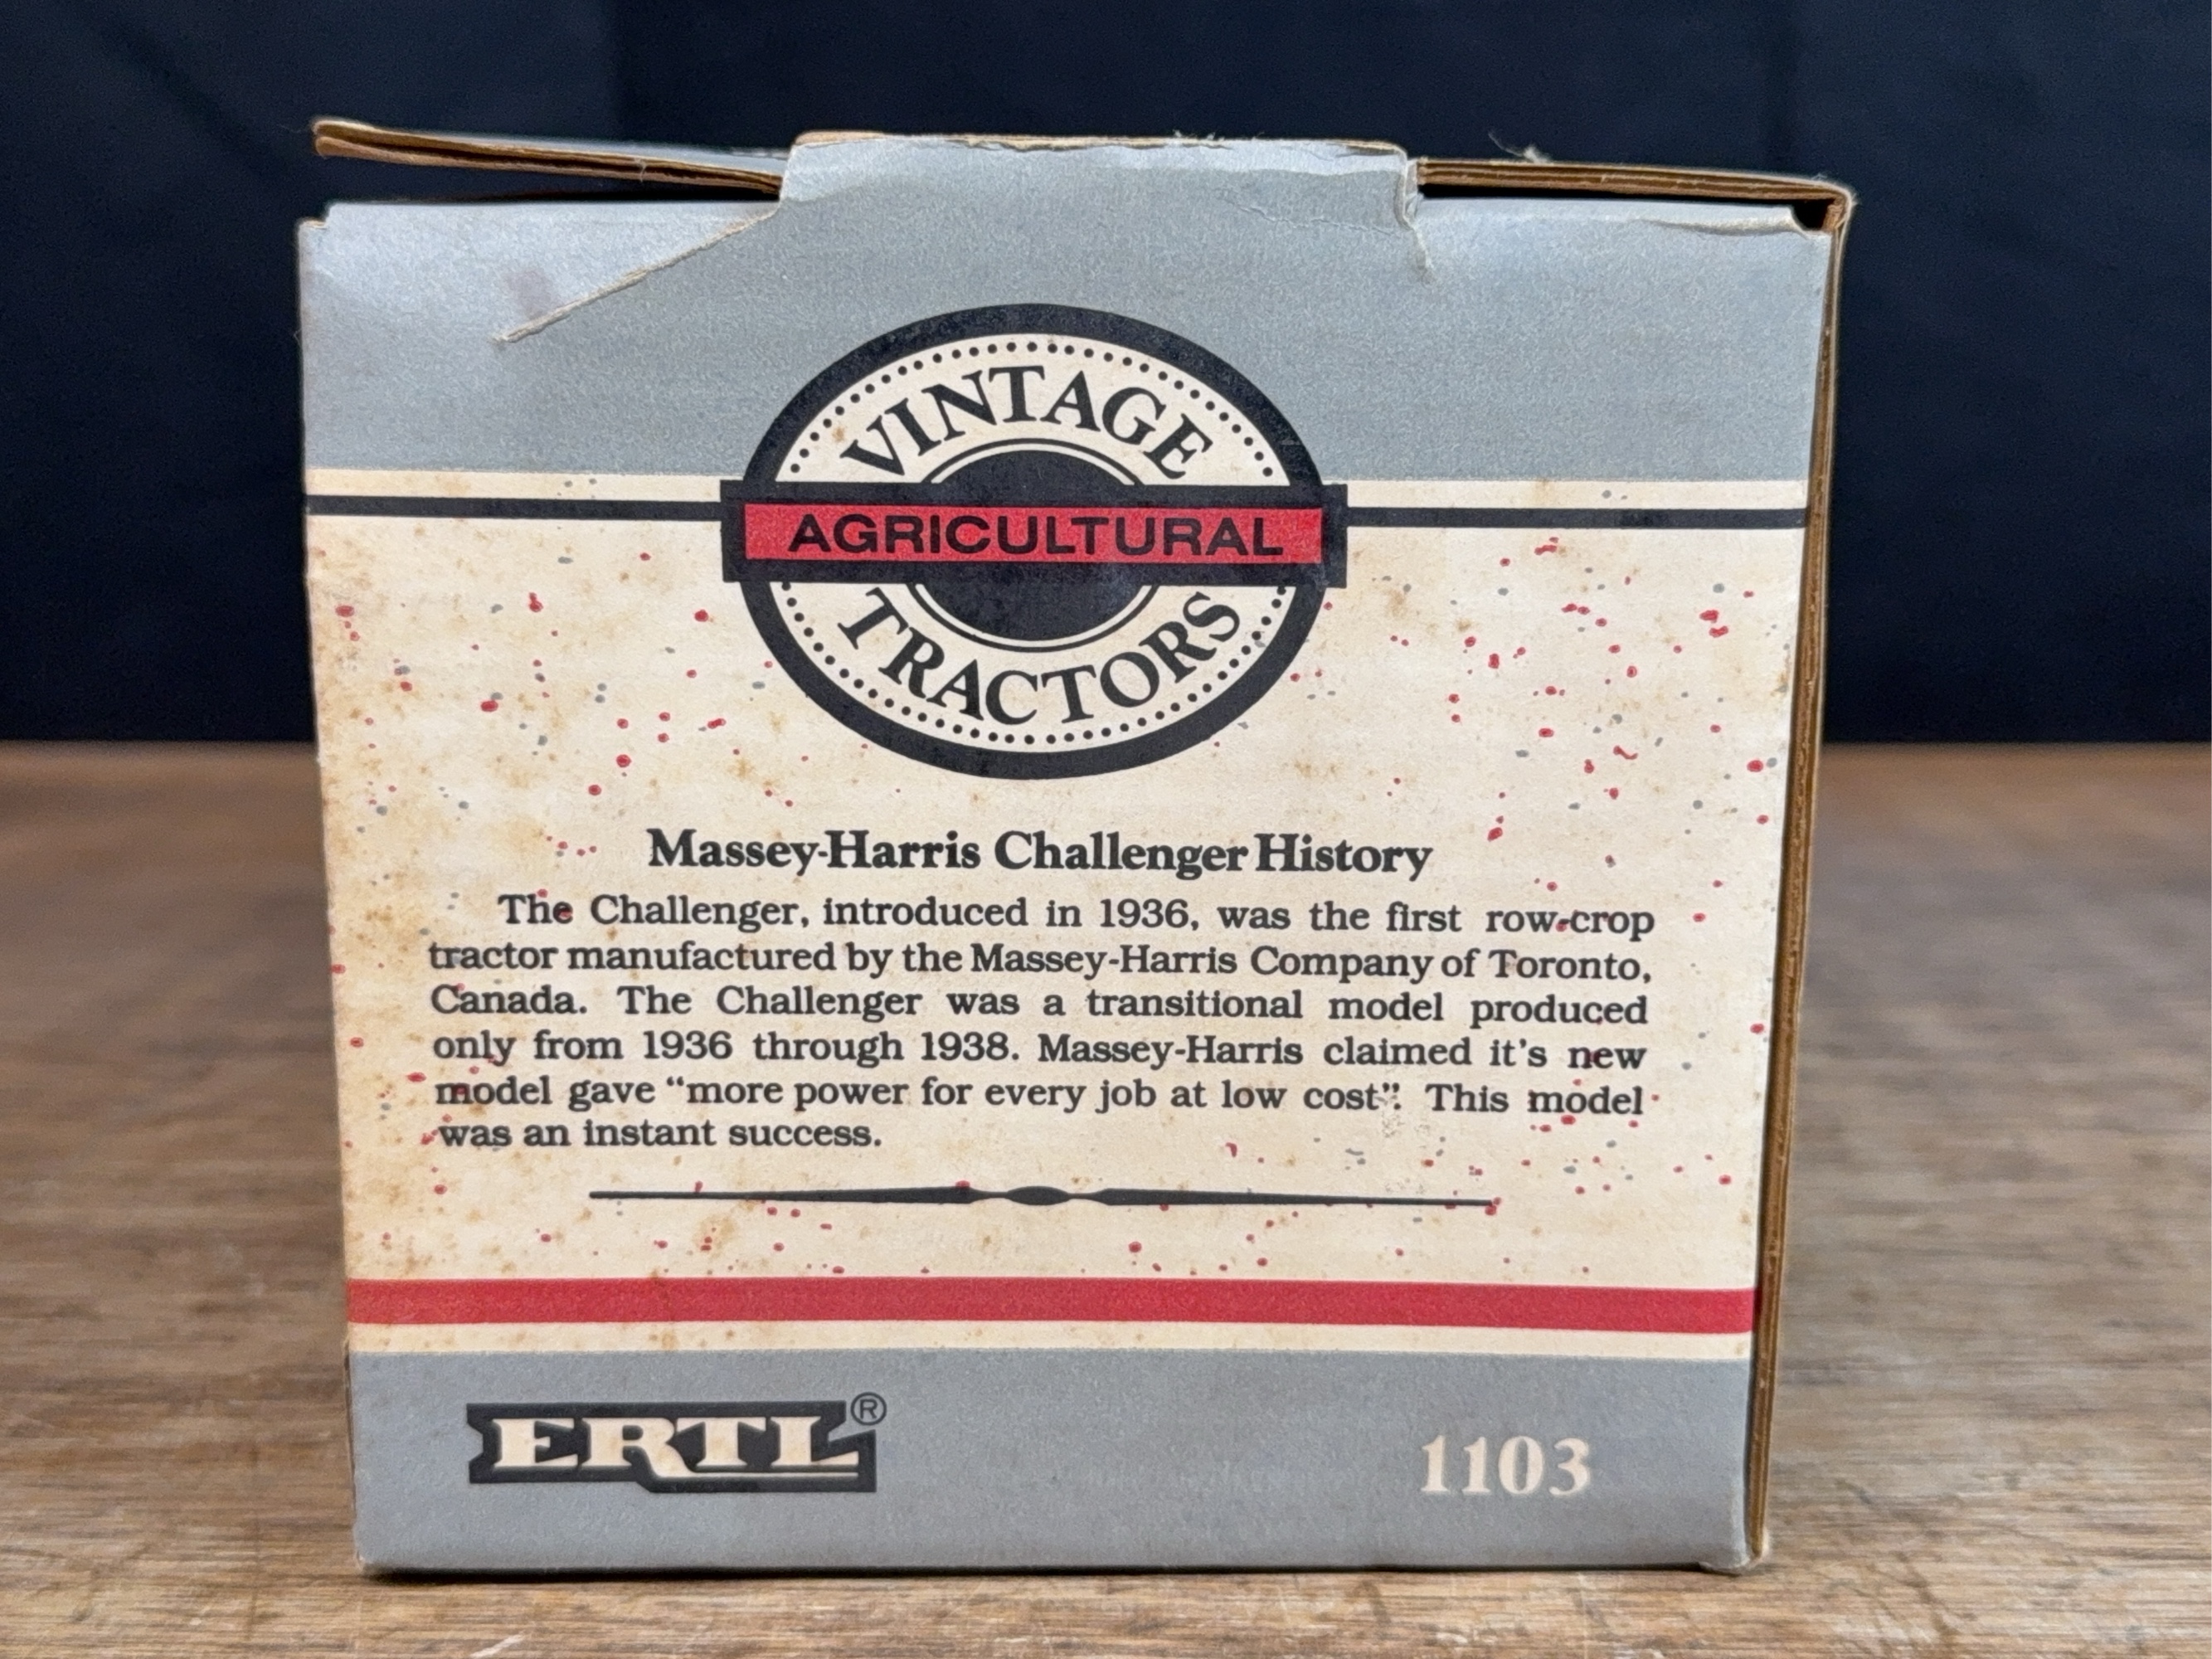 VINTAGE
AGRICULTURAL
TRACTORS
Massey-Harris Challenger History
The Challenger, introduced in 1936, was the first row-crop
tractor manufactured by the Massey-Harris Company of Toronto,
Canada. The Challenger was a transitional model produced
only from 1936 through 1938. Massey-Harris claimed it's new
model gave “more power for every job at low cost”. This model
was an instant success.
ERTL®
1103